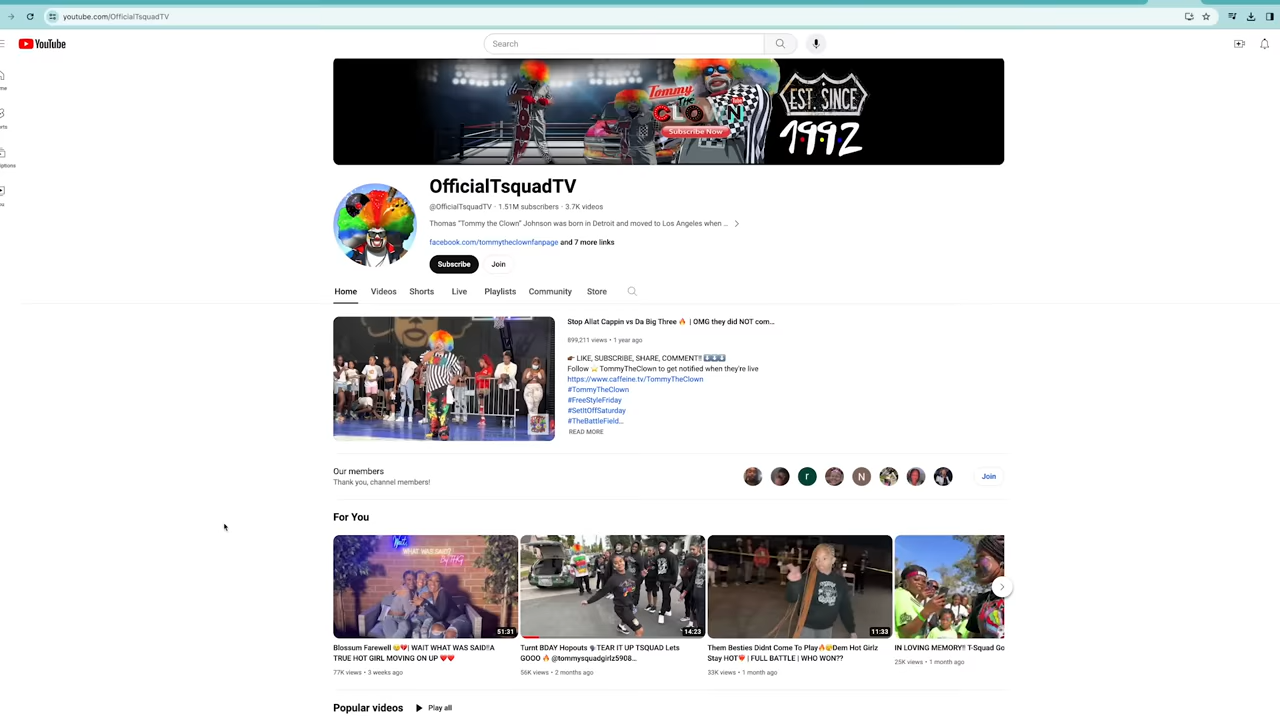 youtube.com/OfficialTsquadTV
YouTube
Search
Tommy
THE
CLOWN
Subscribe Now
EST. SINCE
1992
OfficialTsquadTV
@OfficialTsquadTV · 1.51M subscribers · 3.7K videos
Thomas "Tommy the Clown" Johnson was born in Detroit and moved to Los Angeles when ...
facebook.com/tommytheclownfanpage and 7 more links
Subscribe Join
Home Videos Shorts Live Playlists Community Store
Stop Allat Cappin vs Da Big Three 🔥 | OMG they did NOT com...
899,211 views • 1 year ago
👉🏿 LIKE, SUBSCRIBE, SHARE, COMMENT!! ⬇️⬇️⬇️
Follow ⭐️ TommyTheClown to get notified when they're live
https://www.caffeine.tv/TommyTheClown
#TommyTheClown
#FreeStyleFriday
#SetItOffSaturday
#TheBattleField...
READ MORE
Our members
Thank you, channel members!
r
N
Join
For You
WHAT WAS SAID?
51:31
14:23
11:33
Blossum Farewell 😢💔| WAIT WHAT WAS SAID!!A
TRUE HOT GIRL MOVING ON UP ❤️❤️
77K views • 3 weeks ago
Turnt BDAY Hopouts 🗣️TEAR IT UP TSQUAD Lets
GOOO 🔥 @tommysquadgirlz5908...
56K views • 2 months ago
Them Besties Didnt Come To Play🔥😮‍💨Dem Hot Girlz
Stay HOT❤️‍🔥 | FULL BATTLE | WHO WON??
33K views • 1 month ago
IN LOVING MEMORY!! T-Squad Go
25K views • 1 month ago
Popular videos
Play all